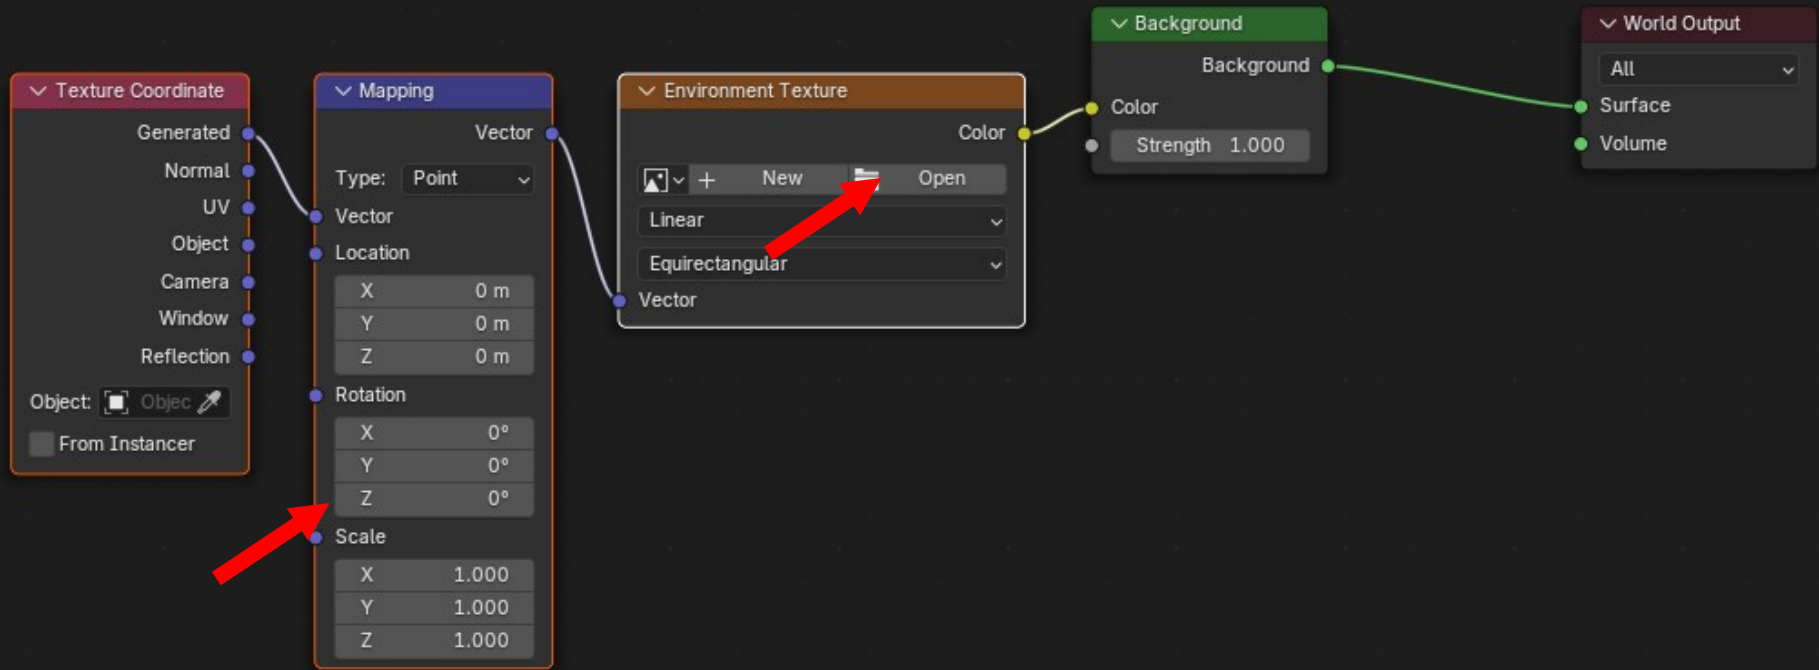 Texture Coordinate
Generated
Normal
UV
Object
Camera
Window
Reflection
Object: Objec
From Instancer
Mapping
Vector
Type: Point
Vector
Location
X 0 m
Y 0 m
Z 0 m
Rotation
X 0°
Y 0°
Z 0°
Scale
X 1.000
Y 1.000
Z 1.000
Environment Texture
Color
New Open
Linear
Equirectangular
Vector
Background
Background
Color
Strength 1.000
World Output
All
Surface
Volume